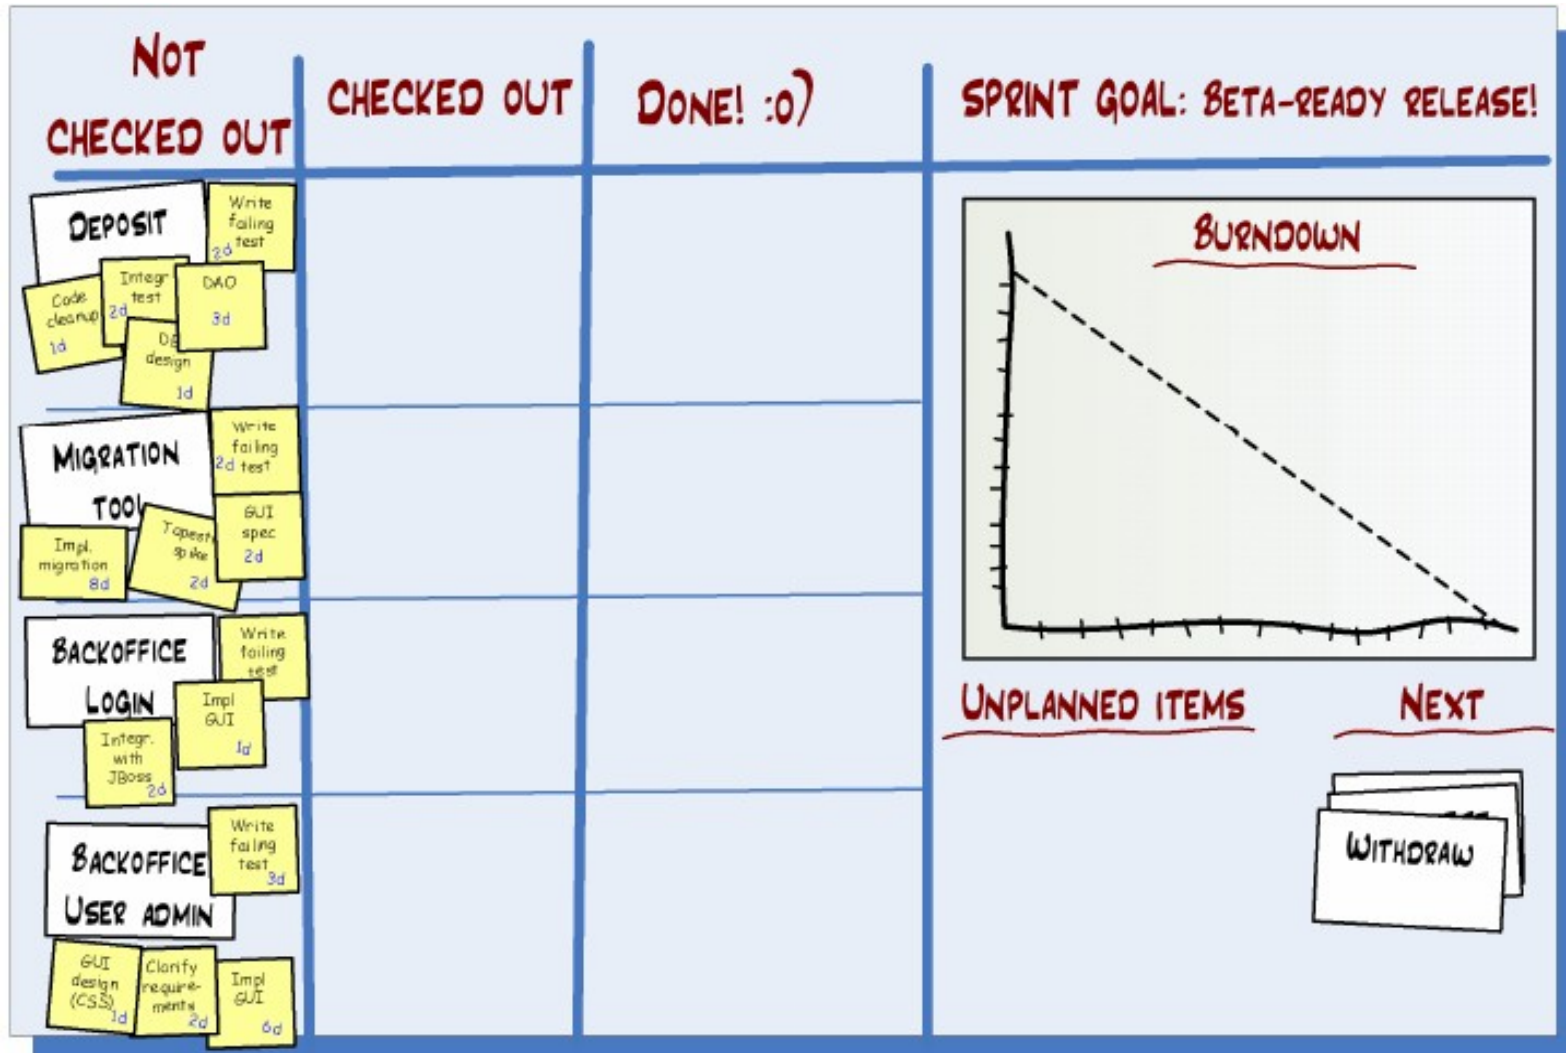 NOT
CHECKED OUT
CHECKED OUT
DONE! :o)
SPRINT GOAL: BETA-READY RELEASE!
DEPOSIT
Write
failing
test
2d
Code
cleanup
1d
Integr
test
2d
DAO
3d
design
1d
MIGRATION
TOOL
Write
failing
test
2d
Impl.
migration
8d
spike
2d
GUI
spec
2d
BACKOFFICE
LOGIN
Write
failing
test
Impl
GUI
1d
Integr.
with
JBoss
2d
BACKOFFICE
USER ADMIN
Write
failing
test
3d
GUI
design
(CSS)
1d
Clarify
require-
ments
2d
Impl
GUI
6d
BURNDOWN
UNPLANNED ITEMS
NEXT
WITHDRAW